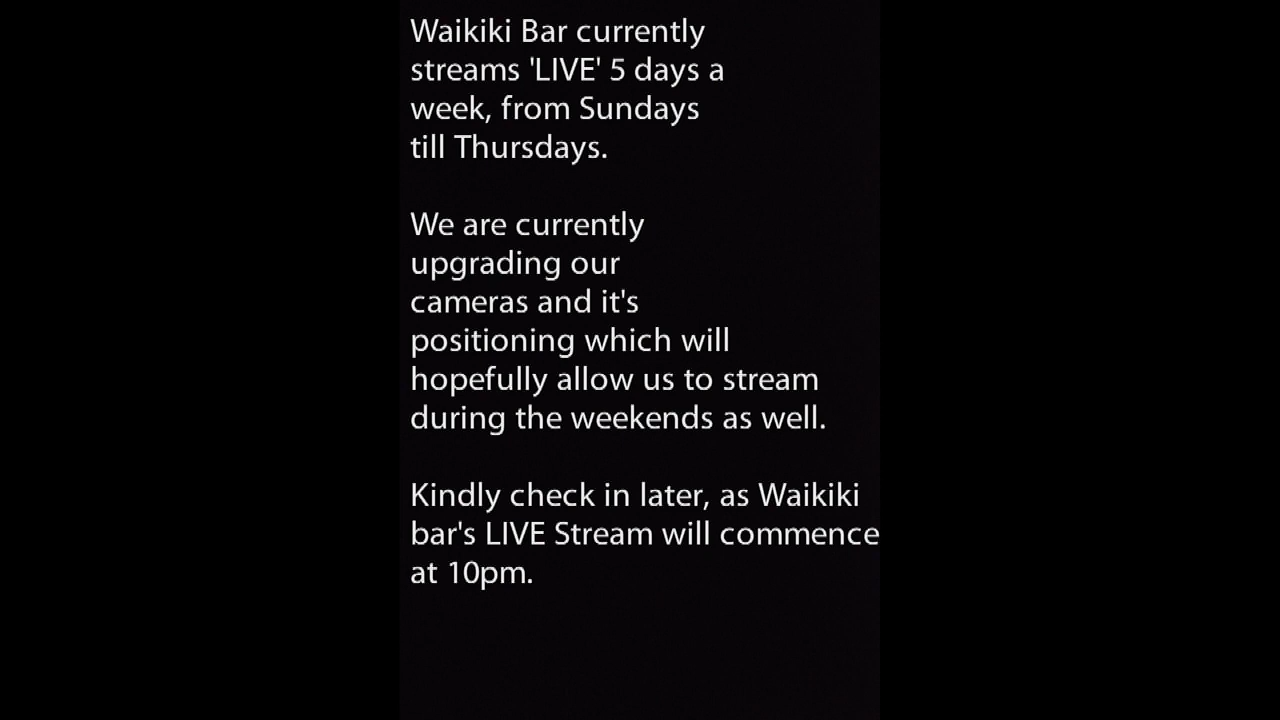 Waikiki Bar currently
streams 'LIVE' 5 days a
week, from Sundays
till Thursdays.
We are currently
upgrading our
cameras and it's
positioning which will
hopefully allow us to stream
during the weekends as well.
Kindly check in later, as Waikiki
bar's LIVE Stream will commence
at 10pm.